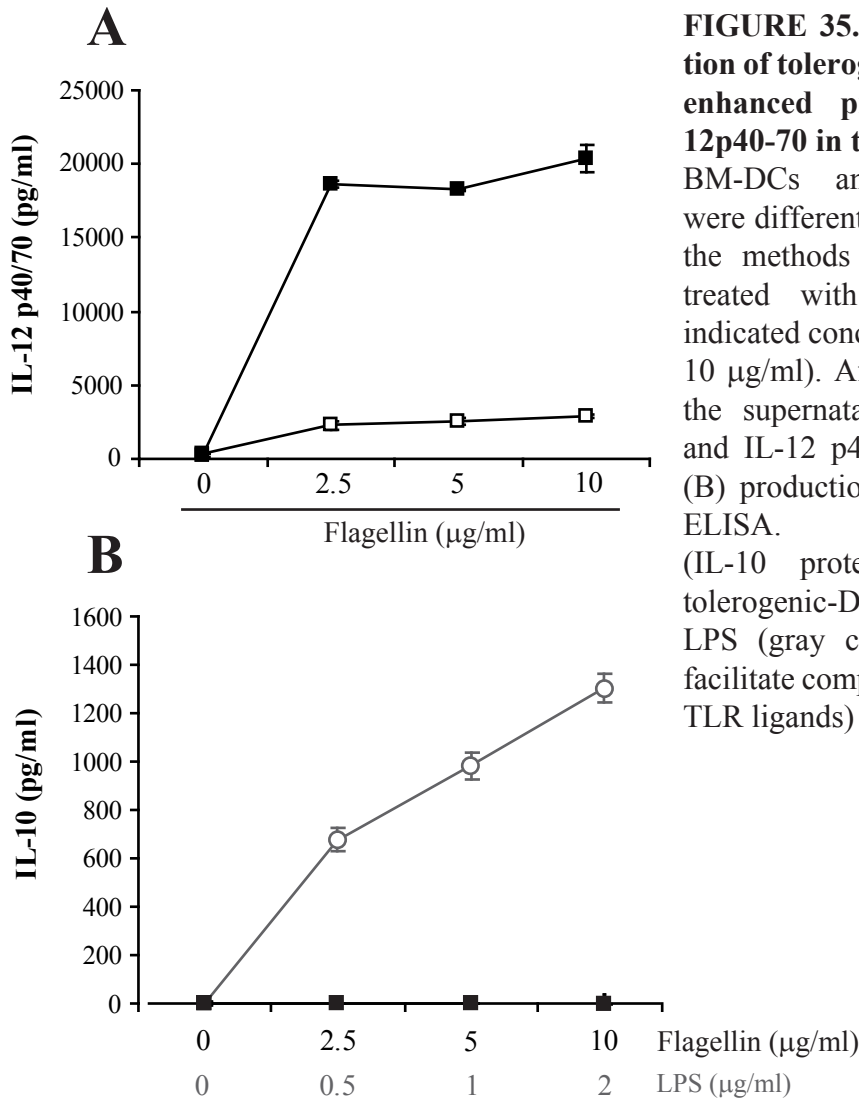 A
25000
20000
15000
10000
5000
0
IL-12 p40/70 (pg/ml)
0 2.5 5 10
Flagellin (µg/ml)
B
1600
1400
1200
1000
800
600
400
200
0
IL-10 (pg/ml)
0 2.5 5 10 Flagellin (µg/ml)
0 0.5 1 2 LPS (µg/ml)
FIGURE 35.
tion of tolerog
enhanced p
12p40-70 in t
BM-DCs an
were different
the methods
treated with
indicated conc
10 µg/ml). A
the supernata
and IL-12 p4
(B) productio
ELISA.
(IL-10 prote
tolerogenic-D
LPS (gray c
facilitate comp
TLR ligands)